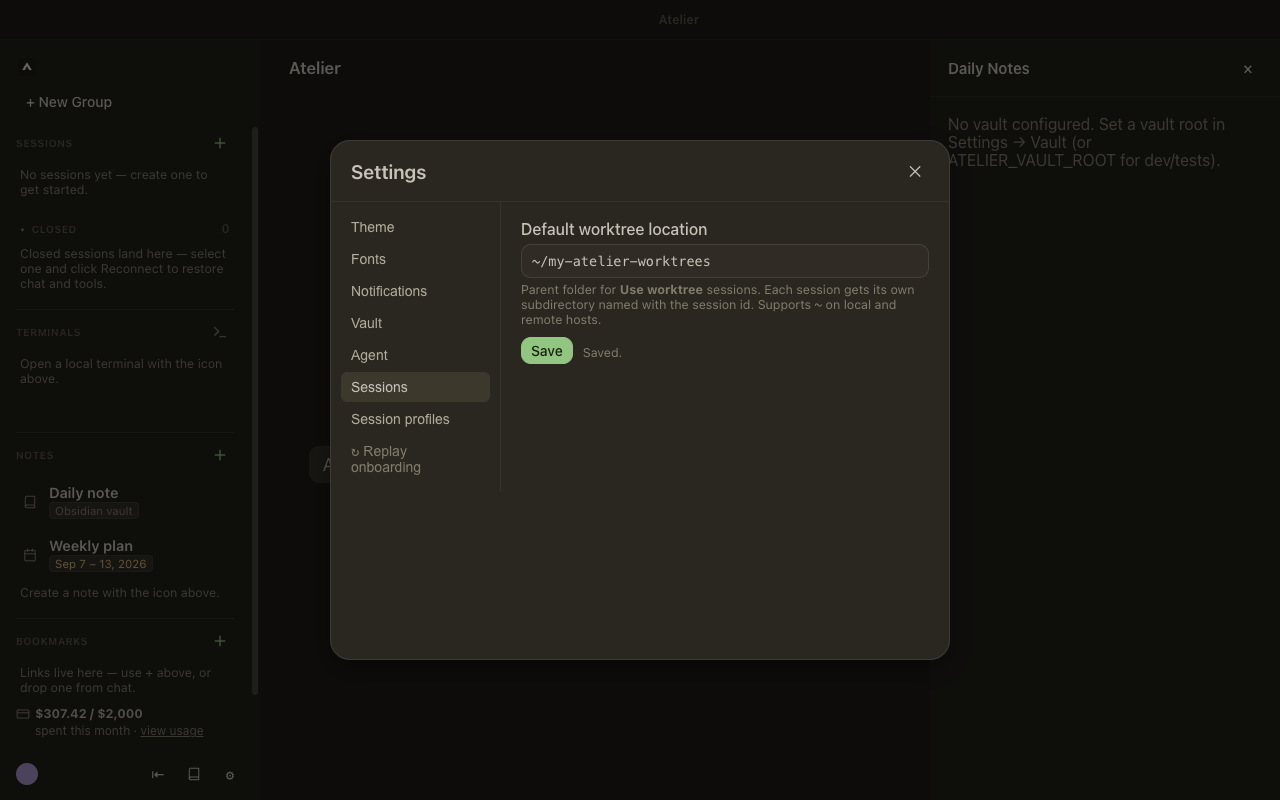 Atelier
+ New Group
SESSIONS
No sessions yet — create one to
get started.
CLOSED
0
Closed sessions land here — select
one and click Reconnect to restore
chat and tools.
TERMINALS
Open a local terminal with the icon
above.
NOTES
Daily note
Obsidian vault
Weekly plan
Sep 7 – 13, 2026
Create a note with the icon above.
BOOKMARKS
Links live here — use + above, or
drop one from chat.
$307.42 / $2,000
spent this month · view usage
Atelier
Settings
Theme
Fonts
Notifications
Vault
Agent
Sessions
Session profiles
↻ Replay
onboarding
Default worktree location
~/my-atelier-worktrees
Parent folder for Use worktree sessions. Each session gets its own
subdirectory named with the session id. Supports ~ on local and
remote hosts.
Save
Saved.
Daily Notes
No vault configured. Set a vault root in
Settings → Vault (or
ATELIER_VAULT_ROOT for dev/tests).